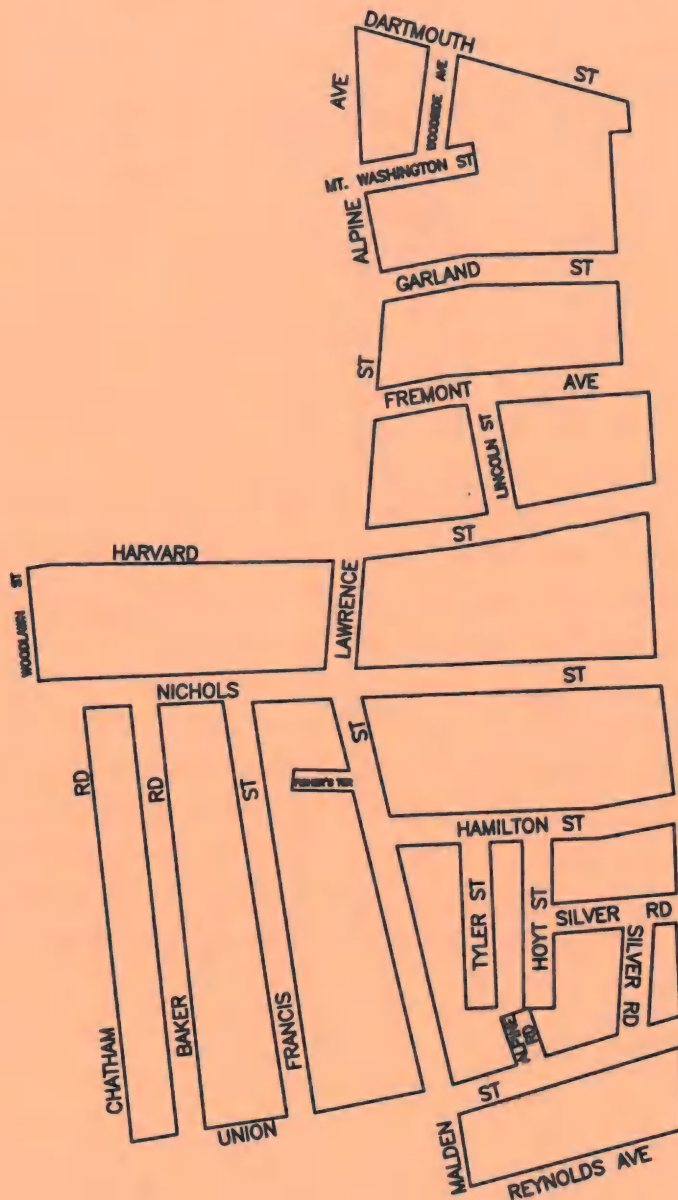 DARTMOUTH
ST
AVE
WOODSIDE AVE
MT. WASHINGTON ST
ALPINE
GARLAND
ST
ST
FREMONT
AVE
LINCOLN ST
ST
HARVARD
WOODLAWN ST
LAWRENCE
NICHOLS
ST
RD
RD
ST
ST
FISHER'S TER
HAMILTON ST
TYLER ST
HOYT ST
SILVER RD
SILVER RD
ALPINE RD
CHATHAM
BAKER
FRANCIS
UNION
ST
MALDEN
REYNOLDS AVE